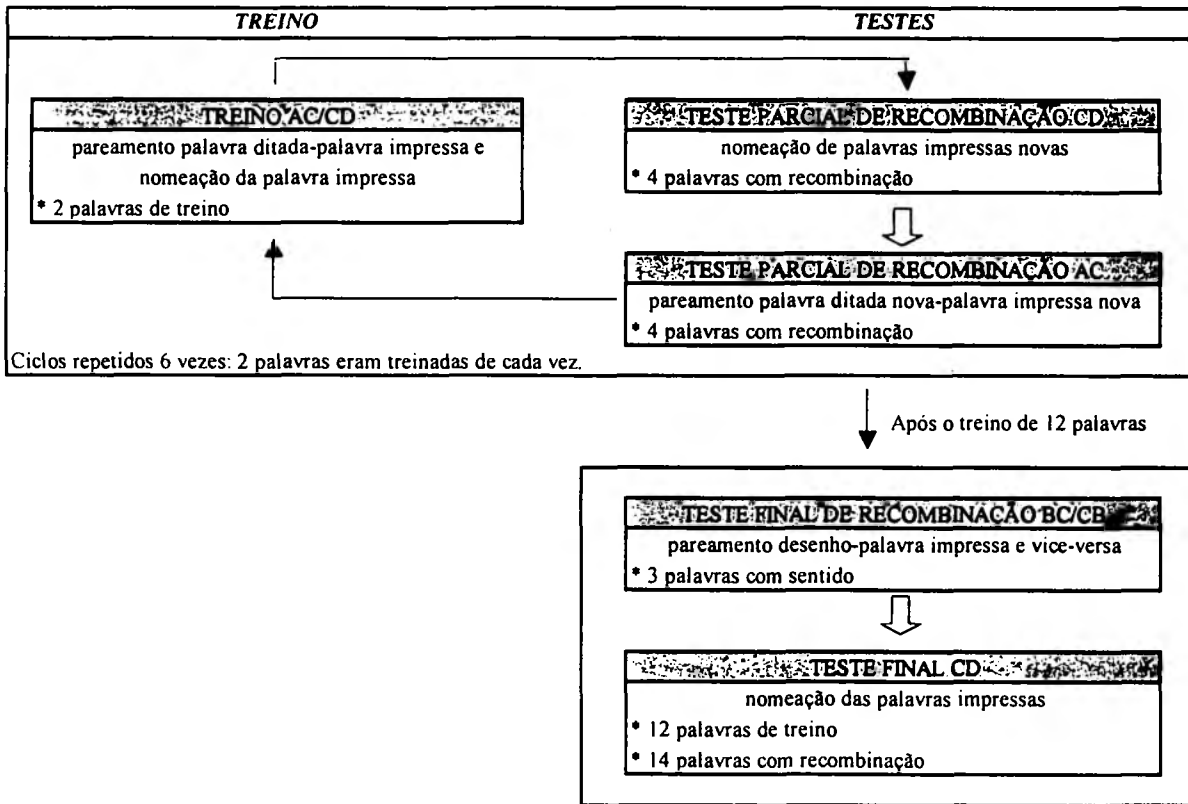 TREINO TESTES
TREINO AC/CD
pareamento palavra ditada-palavra impressa e
nomeação da palavra impressa
* 2 palavras de treino
TESTE PARCIAL DE RECOMBINAÇÃO CD
nomeação de palavras impressas novas
* 4 palavras com recombinação
TESTE PARCIAL DE RECOMBINAÇÃO AC
pareamento palavra ditada nova-palavra impressa nova
* 4 palavras com recombinação
Ciclos repetidos 6 vezes: 2 palavras eram treinadas de cada vez.
Após o treino de 12 palavras
TESTE FINAL DE RECOMBINAÇÃO BC/CB
pareamento desenho-palavra impressa e vice-versa
* 3 palavras com sentido
TESTE FINAL CD
nomeação das palavras impressas
* 12 palavras de treino
* 14 palavras com recombinação